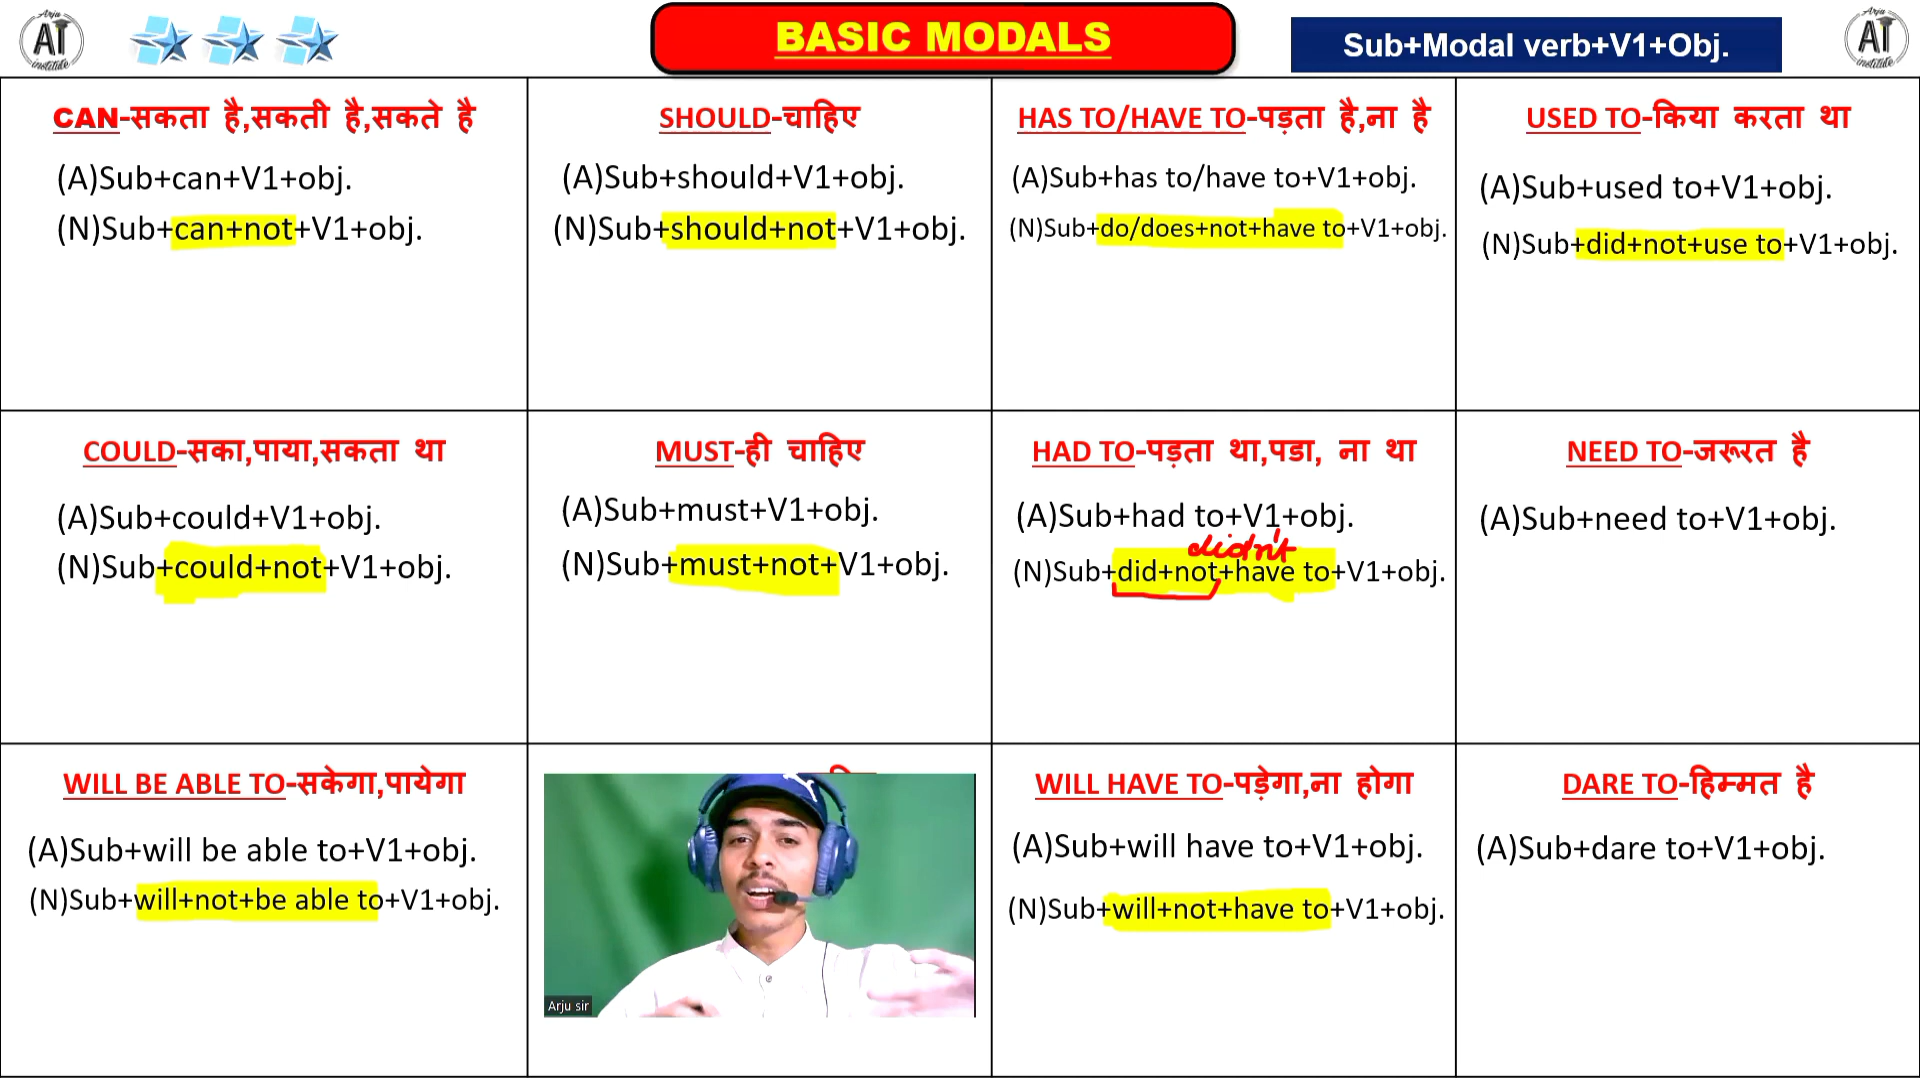 Arju
AT
institute
BASIC MODALS
Sub+Modal verb+V1+Obj.
Arju
AT
institute
CAN-सकता है,सकती है,सकते है
(A)Sub+can+V1+obj.
(N)Sub+can+not+V1+obj.
SHOULD-चाहिए
(A)Sub+should+V1+obj.
(N)Sub+should+not+V1+obj.
HAS TO/HAVE TO-पड़ता है,ना है
(A)Sub+has to/have to+V1+obj.
(N)Sub+do/does+not+have to+V1+obj.
USED TO-किया करता था
(A)Sub+used to+V1+obj.
(N)Sub+did+not+use to+V1+obj.
COULD-सका,पाया,सकता था
(A)Sub+could+V1+obj.
(N)Sub+could+not+V1+obj.
MUST-ही चाहिए
(A)Sub+must+V1+obj.
(N)Sub+must+not+V1+obj.
HAD TO-पड़ता था,पडा, ना था
(A)Sub+had to+V1+obj.
didn't
(N)Sub+did+not+have to+V1+obj.
NEED TO-जरूरत है
(A)Sub+need to+V1+obj.
WILL BE ABLE TO-सकेगा,पायेगा
(A)Sub+will be able to+V1+obj.
(N)Sub+will+not+be able to+V1+obj.
Arju sir
WILL HAVE TO-पड़ेगा,ना होगा
(A)Sub+will have to+V1+obj.
(N)Sub+will+not+have to+V1+obj.
DARE TO-हिम्मत है
(A)Sub+dare to+V1+obj.